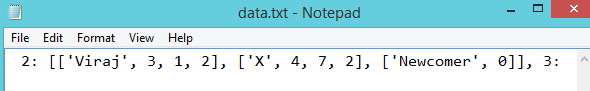 data.txt - Notepad
File Edit Format View Help
2: [['Viraj', 3, 1, 2], ['X', 4, 7, 2], ['Newcomer', 0]], 3: